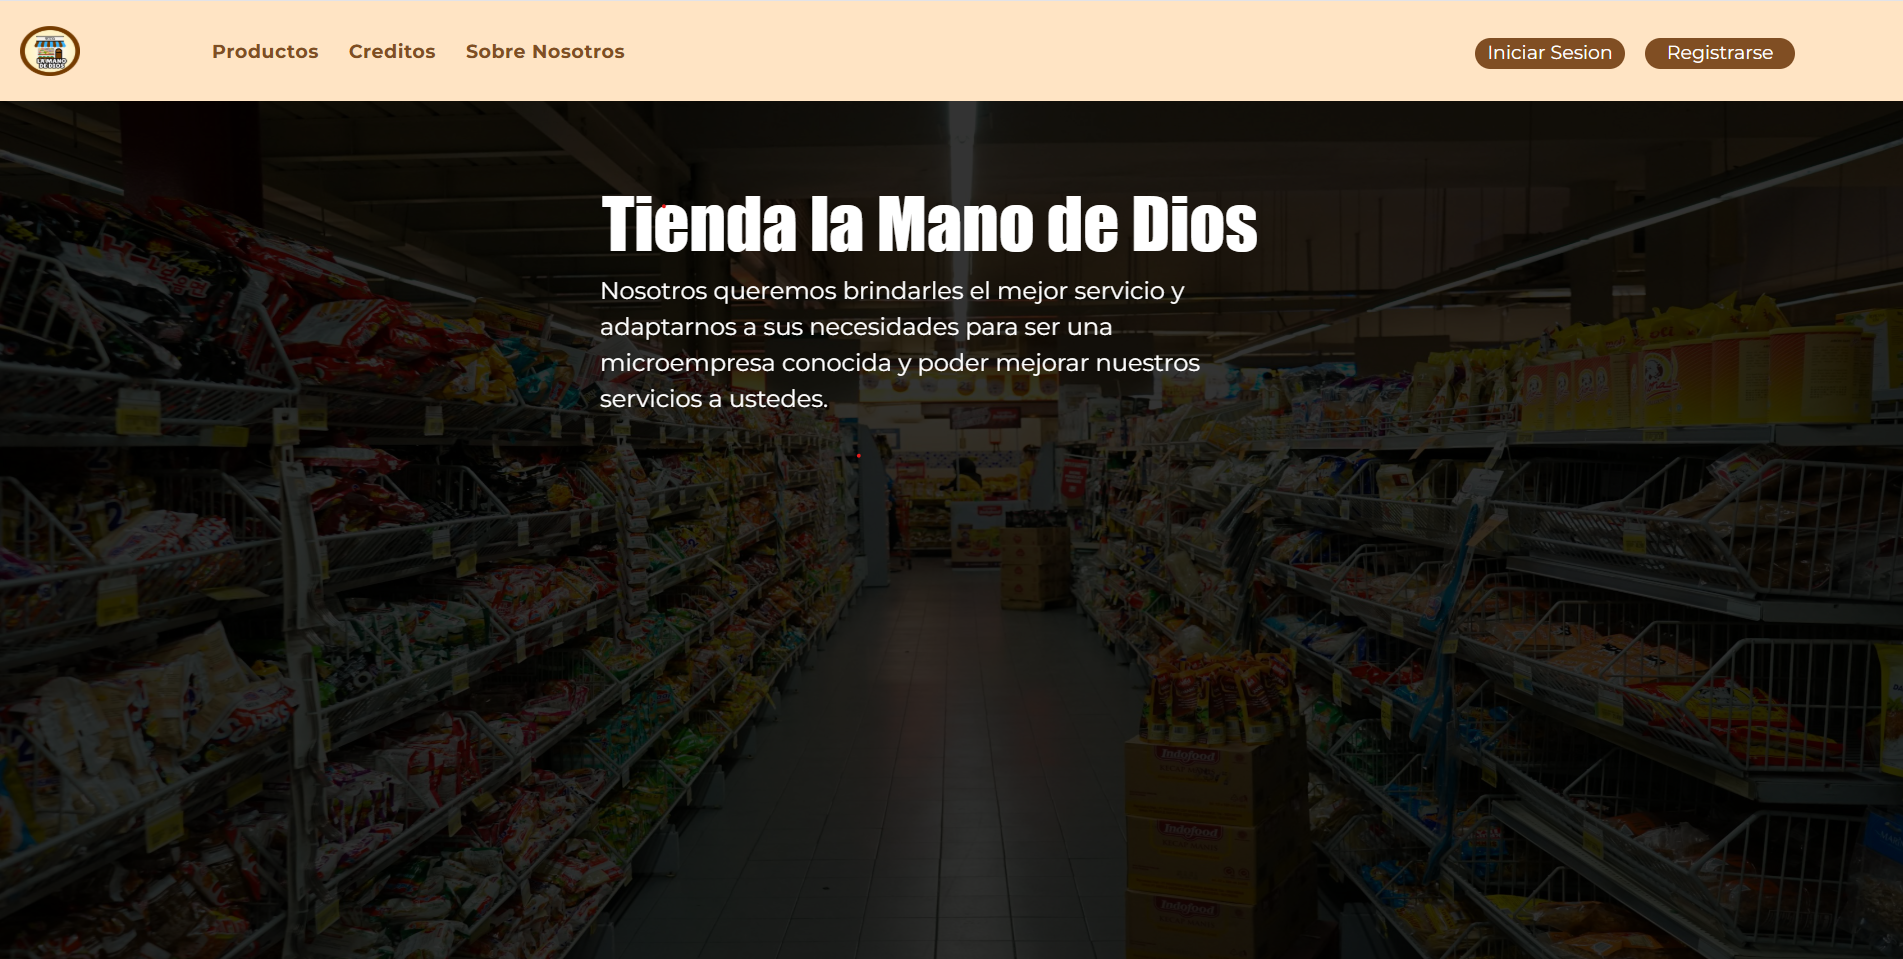 LA MANO
DE DIOS
Productos Creditos Sobre Nosotros
Iniciar Sesion Registrarse
Tienda la Mano de Dios
Nosotros queremos brindarles el mejor servicio y
adaptarnos a sus necesidades para ser una
microempresa conocida y poder mejorar nuestros
servicios a ustedes.
Indofood
Indofood
Indofood